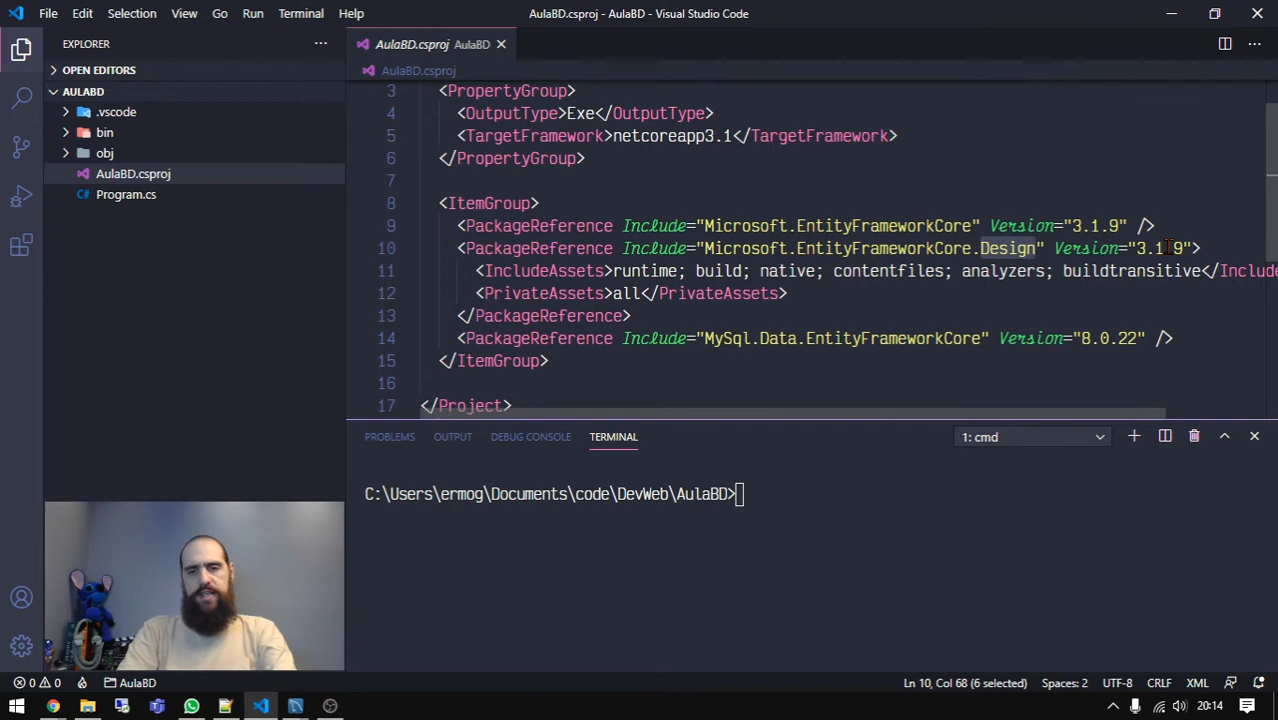 File Edit Selection View Go Run Terminal Help
AulaBD.csproj - AulaBD - Visual Studio Code
EXPLORER
OPEN EDITORS
AULABD
.vscode
bin
obj
AulaBD.csproj
Program.cs
AulaBD.csproj AulaBD
AulaBD.csproj
3 <PropertyGroup>
4 <OutputType>Exe</OutputType>
5 <TargetFramework>netcoreapp3.1</TargetFramework>
6 </PropertyGroup>
7
8 <ItemGroup>
9 <PackageReference Include="Microsoft.EntityFrameworkCore" Version="3.1.9" />
10 <PackageReference Include="Microsoft.EntityFrameworkCore.Design" Version="3.1.9">
11 <IncludeAssets>runtime; build; native; contentfiles; analyzers; buildtransitive</Include
12 <PrivateAssets>all</PrivateAssets>
13 </PackageReference>
14 <PackageReference Include="MySql.Data.EntityFrameworkCore" Version="8.0.22" />
15 </ItemGroup>
16
17 </Project>
PROBLEMS OUTPUT DEBUG CONSOLE TERMINAL
1: cmd
C:\Users\ermog\Documents\code\DevWeb\AulaBD>
0 0 AulaBD
Ln 10, Col 68 (6 selected) Spaces: 2 UTF-8 CRLF XML
20:14